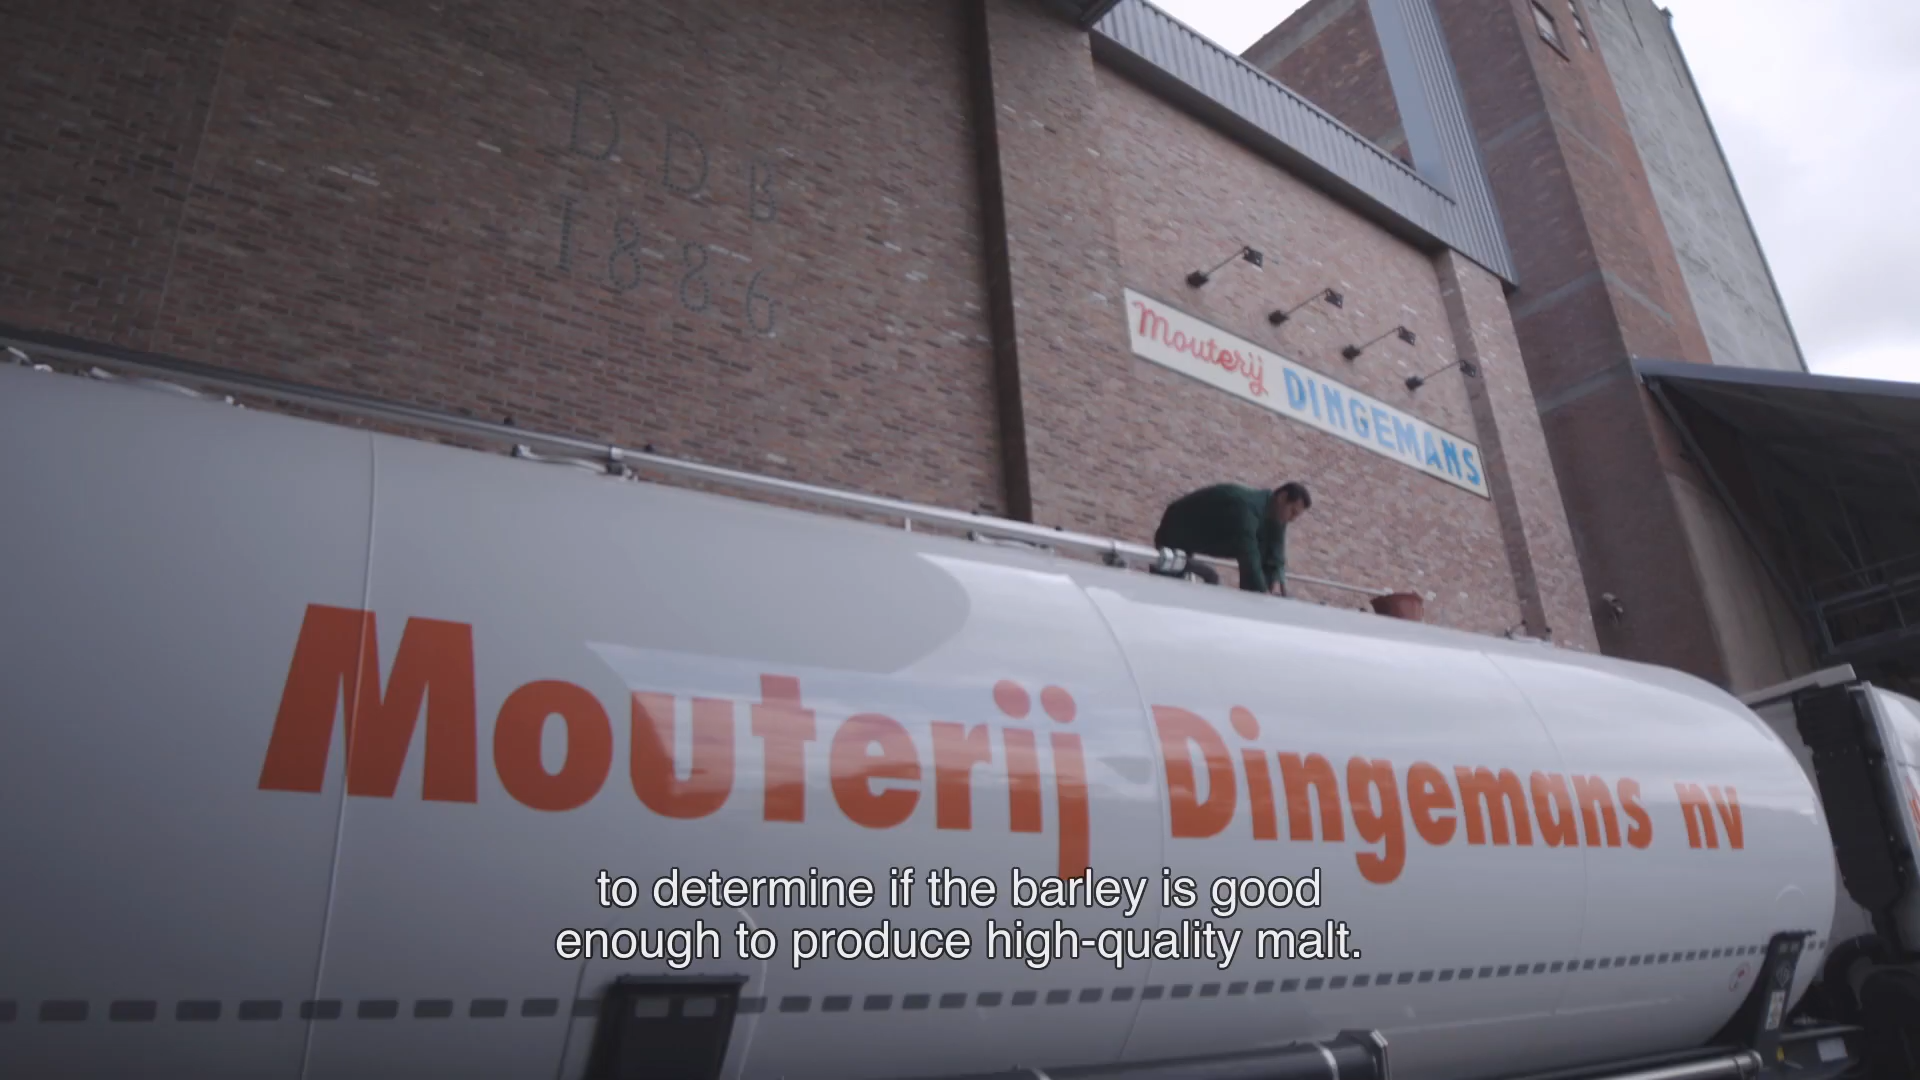 DDB
1886
Mouterij DINGEMANS
Mouterij Dingemans nv
to determine if the barley is good
enough to produce high-quality malt.